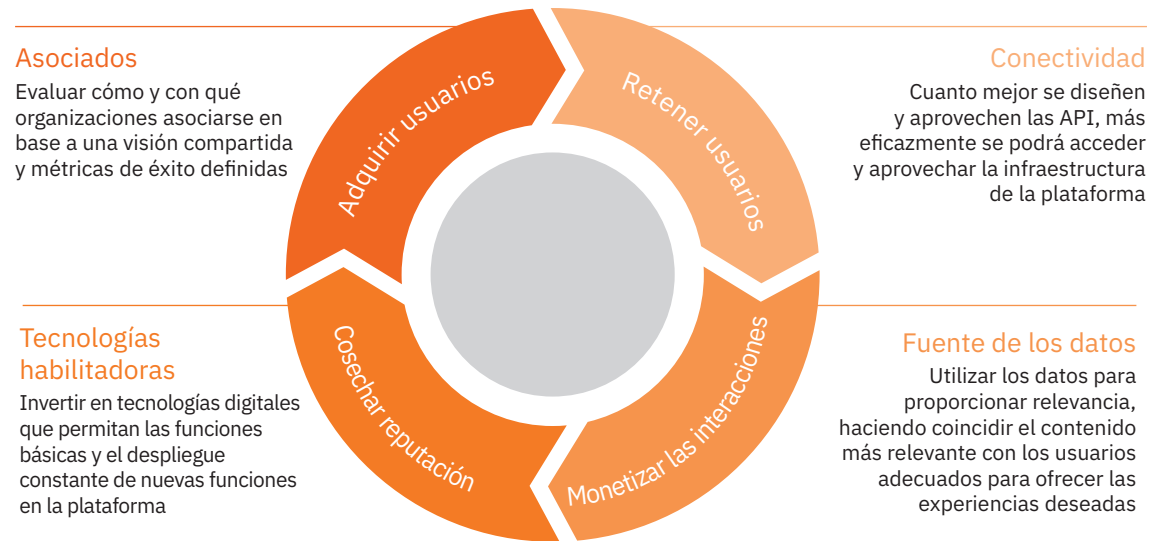 Asociados
Evaluar cómo y con qué
organizaciones asociarse en
base a una visión compartida
y métricas de éxito definidas
Adquirir usuarios
Retener usuarios
Conectividad
Cuanto mejor se diseñen
y aprovechen las API, más
eficazmente se podrá acceder
y aprovechar la infraestructura
de la plataforma
Tecnologías
habilitadoras
Invertir en tecnologías digitales
que permitan las funciones
básicas y el despliegue
constante de nuevas funciones
en la plataforma
Cosechar reputación
Monetizar las interacciones
Fuente de los datos
Utilizar los datos para
proporcionar relevancia,
haciendo coincidir el contenido
más relevante con los usuarios
adecuados para ofrecer las
experiencias deseadas